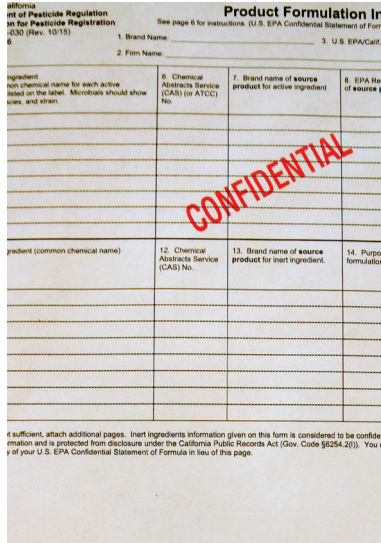 alifornia
nt of Pesticide Regulation
on for Pesticide Registration
-030 (Rev. 10/15)
6
Product Formulation In
See page 6 for instructions. (U.S. EPA Confidential Statement of For
1. Brand Name:
3. U.S. EPA/Calif.
2. Firm Name:
ngredient
non chemical name for each active
listed on the label. Microbials should show
cies, and strain.
6. Chemical
Abstracts Service
(CAS) (or ATCC)
No.
7. Brand name of source
product for active ingredient
8. EPA Re
of source p
CONFIDENTIAL
gredient (common chemical name)
12. Chemical
Abstracts Service
(CAS) No.
13. Brand name of source
product for inert ingredient.
14. Purpo
formulation
t sufficient, attach additional pages. Inert ingredients information given on this form is considered to be confide
rmation and is protected from disclosure under the California Public Records Act (Gov. Code §6254.2(l)). You
y of your U.S. EPA Confidential Statement of Formula in lieu of this page.